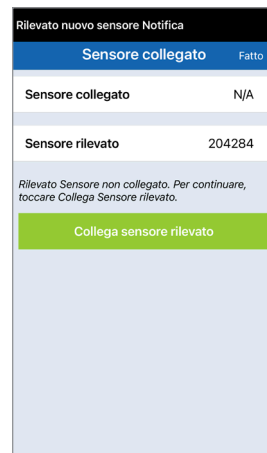 Rilevato nuovo sensore Notifica
Sensore collegato Fatto
Sensore collegato N/A
Sensore rilevato 204284
Rilevato Sensore non collegato. Per continuare,
toccare Collega Sensore rilevato.
Collega sensore rilevato